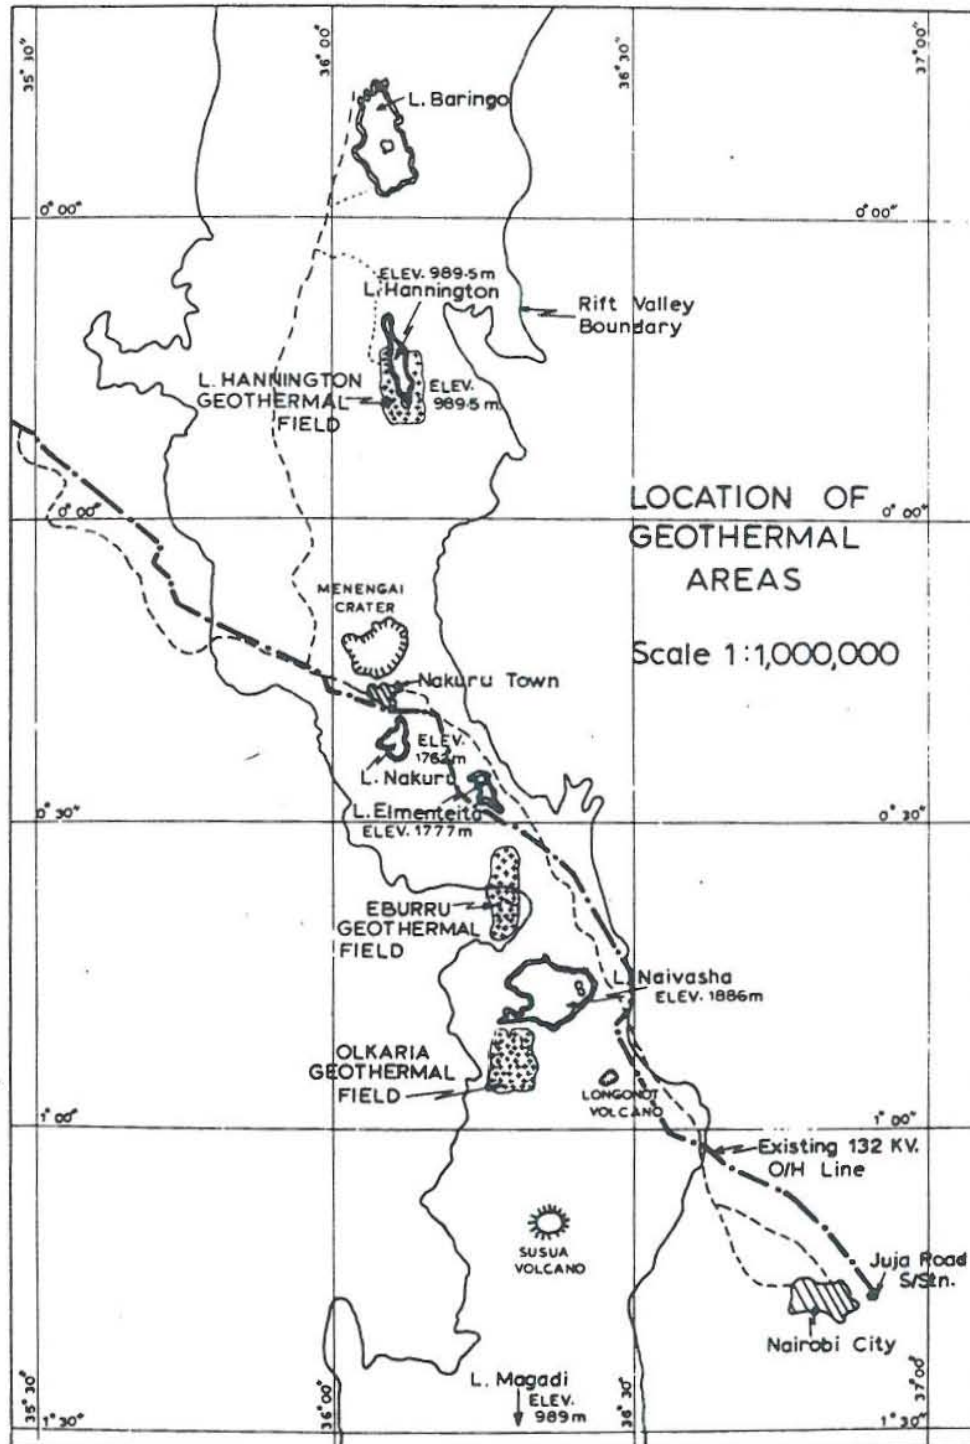 35° 30"
36° 00"
36° 30"
37° 00"
L. Baringo
0° 00"
0° 00"
ELEV. 989.5m
L. Hannington
Rift Valley
Boundary
L. HANNINGTON
GEOTHERMAL
FIELD
ELEV.
989.5 m.
LOCATION OF
GEOTHERMAL
AREAS
0° 00"
0° 00"
MENENGAI
CRATER
Scale 1:1,000,000
Nakuru Town
ELEV.
1762m
L. Nakuru
L. Elmenteita
ELEV. 1777m
0° 30"
0° 30"
EBURRU
GEOTHERMAL
FIELD
L. Naivasha
ELEV. 1886m
OLKARIA
GEOTHERMAL
FIELD
LONGONOT
VOLCANO
1° 00"
1° 00"
Existing 132 KV.
O/H Line
SUSUA
VOLCANO
Juja Road
S/Stn.
Nairobi City
L. Magadi
ELEV.
989m
35° 30"
36° 00"
36° 30"
37° 00"
1° 30"
1° 30"